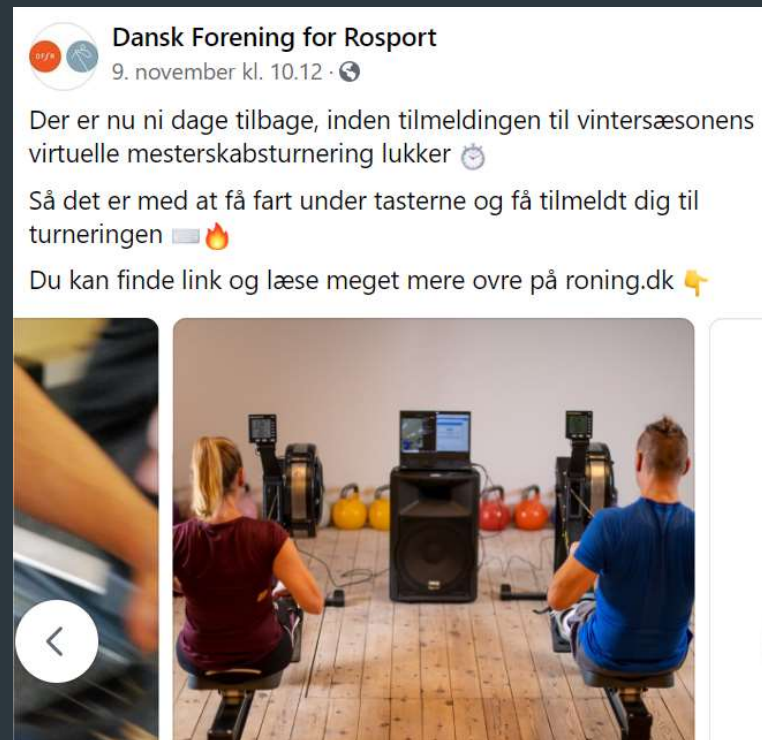 Dansk Forening for Rosport
9. november kl. 10.12 ·
Der er nu ni dage tilbage, inden tilmeldingen til vintersæsonens
virtuelle mesterskabsturnering lukker ⏱️
Så det er med at få fart under tasterne og få tilmeldt dig til
turneringen ⌨️🔥
Du kan finde link og læse meget mere ovre på roning.dk 👇